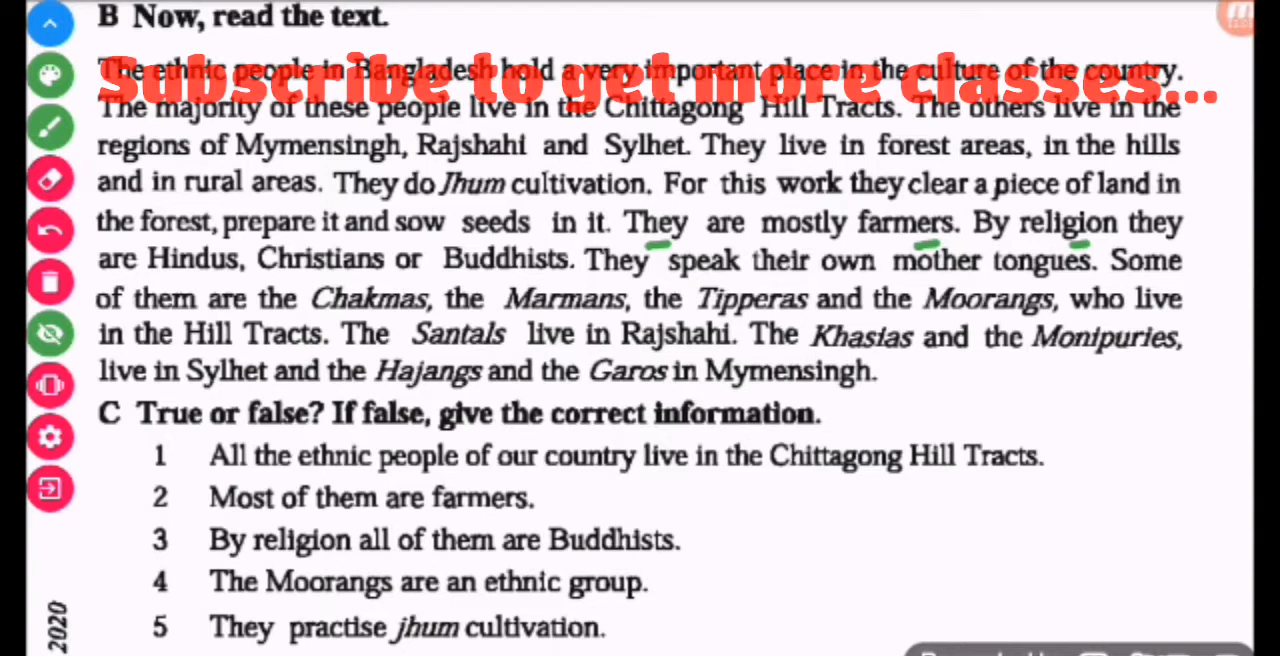 B Now, read the text.
Subscribe to get more classes...
The ethnic people in Bangladesh hold a very important place in the culture of the country.
The majority of these people live in the Chittagong Hill Tracts. The others live in the
regions of Mymensingh, Rajshahi and Sylhet. They live in forest areas, in the hills
and in rural areas. They do Jhum cultivation. For this work they clear a piece of land in
the forest, prepare it and sow seeds in it. They are mostly farmers. By religion they
are Hindus, Christians or Buddhists. They speak their own mother tongues. Some
of them are the Chakmas, the Marmans, the Tipperas and the Moorangs, who live
in the Hill Tracts. The Santals live in Rajshahi. The Khasias and the Monipuries,
live in Sylhet and the Hajangs and the Garos in Mymensingh.
C True or false? If false, give the correct information.
1 All the ethnic people of our country live in the Chittagong Hill Tracts.
2 Most of them are farmers.
3 By religion all of them are Buddhists.
4 The Moorangs are an ethnic group.
5 They practise jhum cultivation.
2020